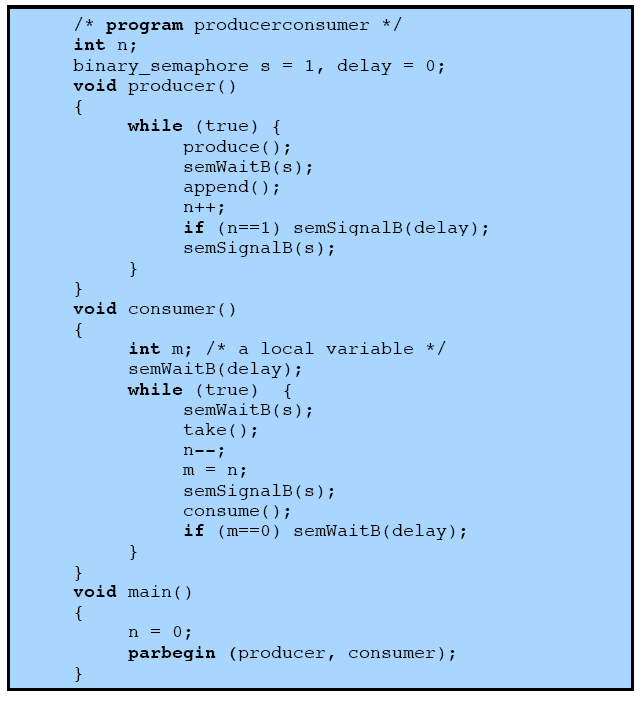 /* program producerconsumer */
int n;
binary_semaphore s = 1, delay = 0;
void producer()
{
while (true) {
produce();
semWaitB(s);
append();
n++;
if (n==1) semSignalB(delay);
semSignalB(s);
}
}
void consumer()
{
int m; /* a local variable */
semWaitB(delay);
while (true) {
semWaitB(s);
take();
n--;
m = n;
semSignalB(s);
consume();
if (m==0) semWaitB(delay);
}
}
void main()
{
n = 0;
parbegin (producer, consumer);
}